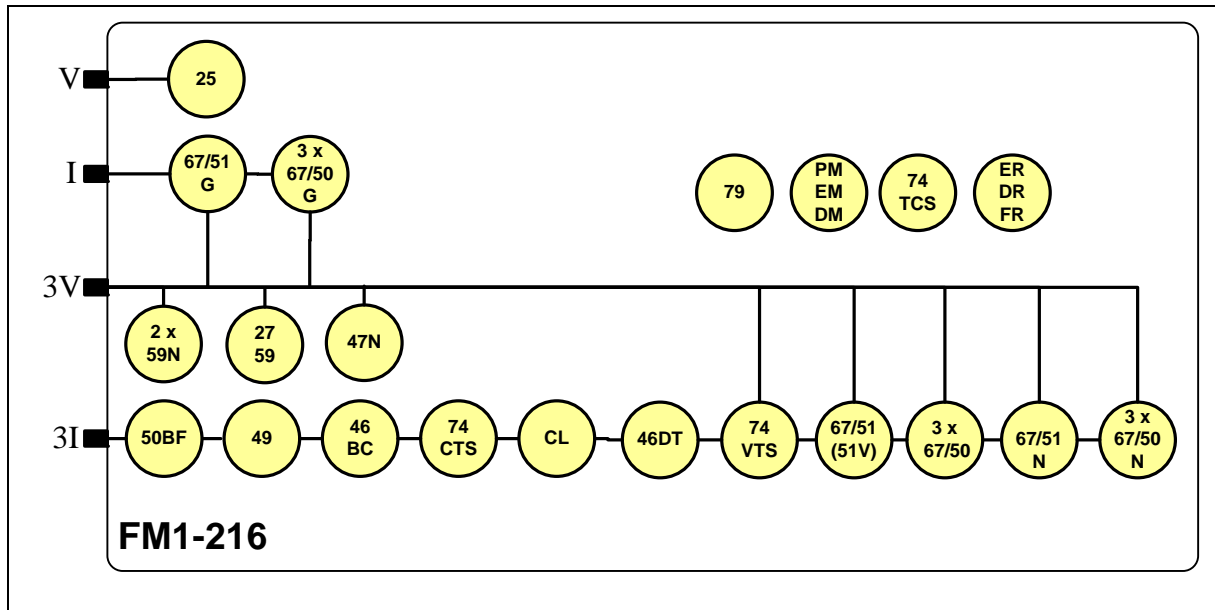 V
25
I
67/51
G
3 x
67/50
G
79
PM
EM
DM
74
TCS
ER
DR
FR
3V
2 x
59N
27
59
47N
3I
50BF
49
46
BC
74
CTS
CL
46DT
74
VTS
67/51
(51V)
3 x
67/50
67/51
N
3 x
67/50
N
FM1-216